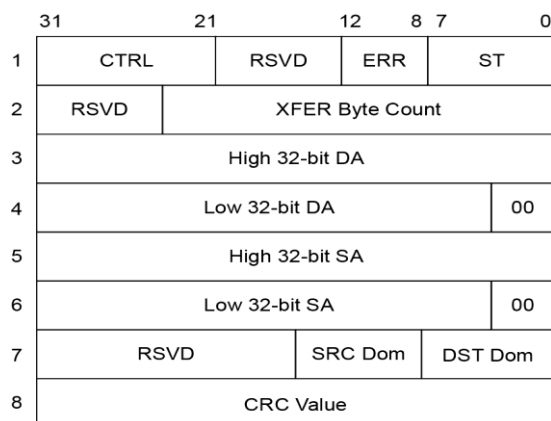 31 21 12 8 7 0
1 CTRL RSVD ERR ST
2 RSVD XFER Byte Count
3 High 32-bit DA
4 Low 32-bit DA 00
5 High 32-bit SA
6 Low 32-bit SA 00
7 RSVD SRC Dom DST Dom
8 CRC Value